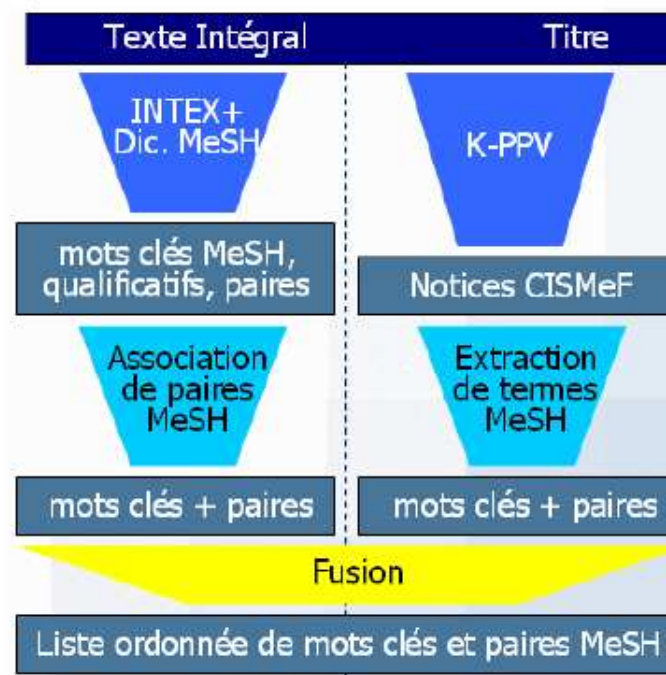 Texte Intégral
Titre
INTEX+
Dic. MeSH
K-PPV
mots clés MeSH,
qualificatifs, paires
Notices CISMeF
Association
de paires
MeSH
Extraction
de termes
MeSH
mots clés + paires
mots clés + paires
Fusion
Liste ordonnée de mots clés et paires MeSH